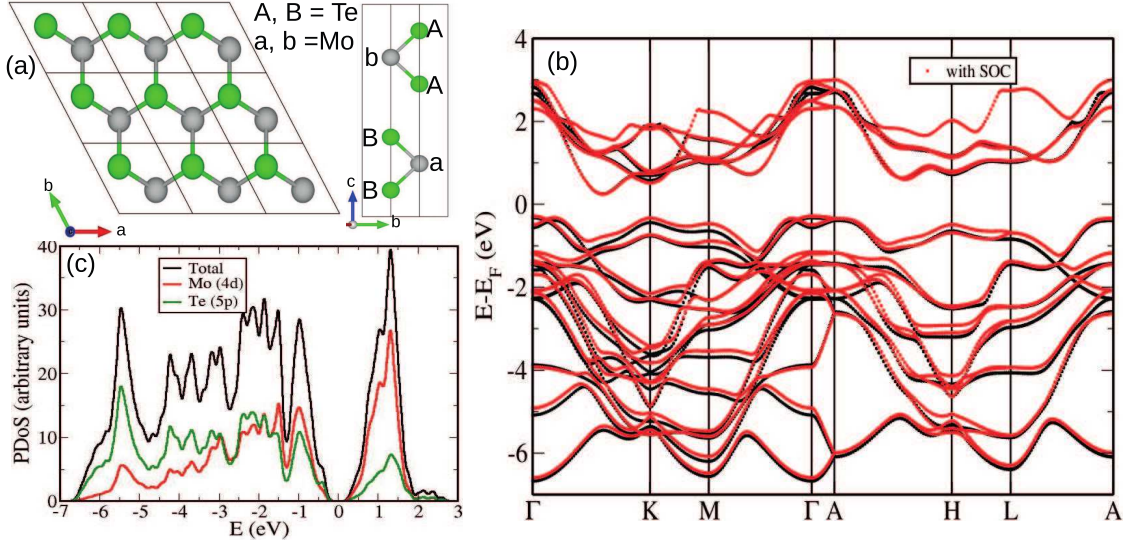 (a)
A, B = Te
a, b =Mo
A
b
A
B
a
B
b
c
a
c
b
(b)
with SOC
E-E_F (eV)
4
2
0
-2
-4
-6
Γ
K
M
Γ
A
H
L
A
(c)
Total
Mo (4d)
Te (5p)
PDoS (arbitrary units)
40
30
20
10
0
-7 -6 -5 -4 -3 -2 -1 0 1 2 3
E (eV)